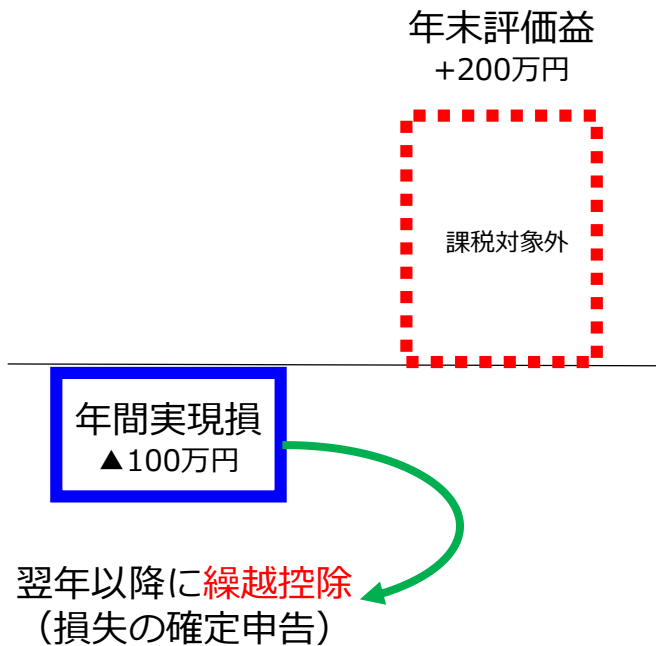 年末評価益
+200万円
課税対象外
年間実現損
▲100万円
翌年以降に繰越控除
（損失の確定申告）